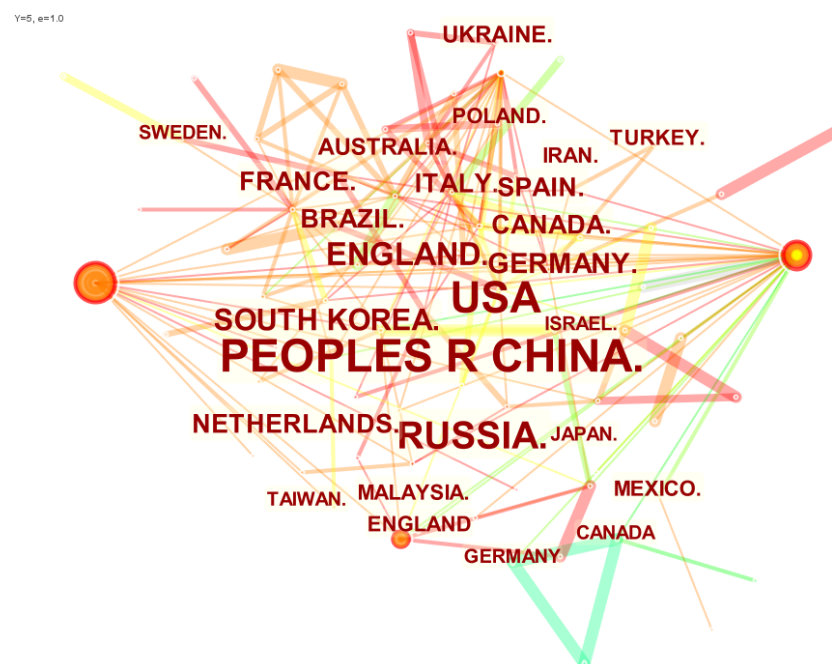 Y=5, e=1.0
UKRAINE.
POLAND.
SWEDEN.
TURKEY.
AUSTRALIA.
IRAN.
FRANCE.
ITALY.
SPAIN.
BRAZIL.
CANADA.
ENGLAND.
GERMANY.
USA
SOUTH KOREA.
ISRAEL.
PEOPLES R CHINA.
NETHERLANDS.
RUSSIA.
JAPAN.
TAIWAN.
MALAYSIA.
MEXICO.
ENGLAND
CANADA
GERMANY